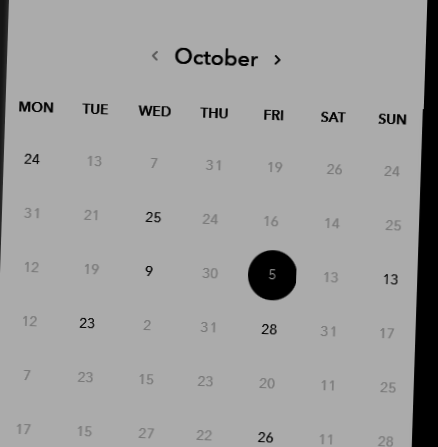 ‹ October ›
MON TUE WED THU FRI SAT SUN
24 13 7 31 19 26 24
31 21 25 24 16 14 25
12 19 9 30 5 13 13
12 23 2 31 28 31 17
7 23 15 23 20 11 25
17 15 27 22 26 11 28